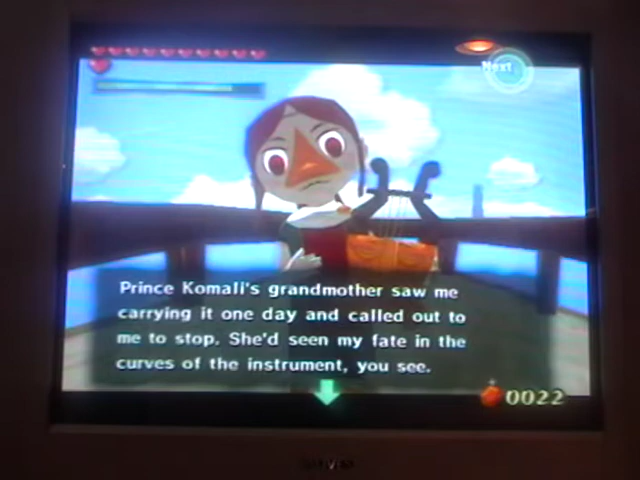 Next
Prince Komali's grandmother saw me
carrying it one day and called out to
me to stop. She'd seen my fate in the
curves of the instrument, you see.
0022